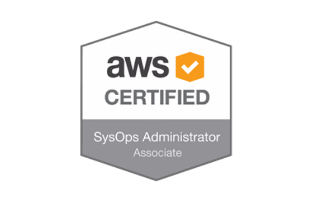 aws
CERTIFIED
SysOps Administrator
Associate